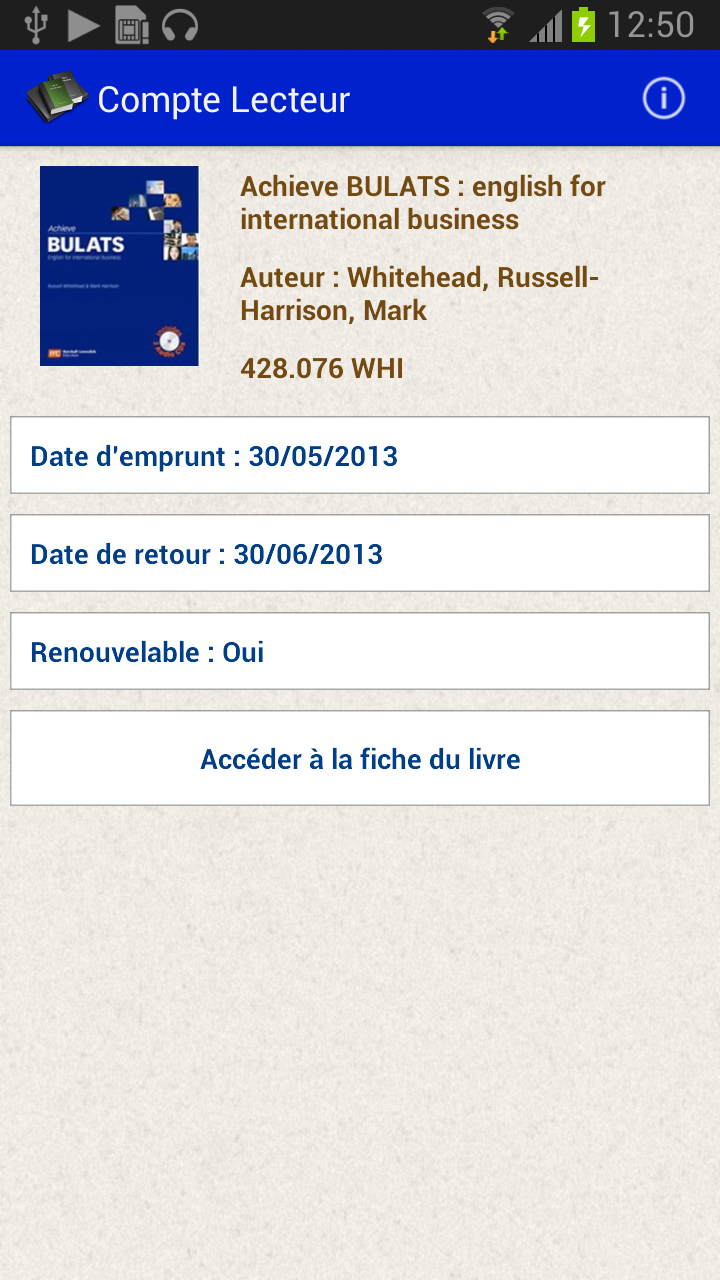 12:50
Compte Lecteur
Achieve
BULATS
English for International Business
Russell Whitehead & Mark Harrison
Achieve BULATS : english for
international business
Auteur : Whitehead, Russell-
Harrison, Mark
428.076 WHI
Date d'emprunt : 30/05/2013
Date de retour : 30/06/2013
Renouvelable : Oui
Accéder à la fiche du livre